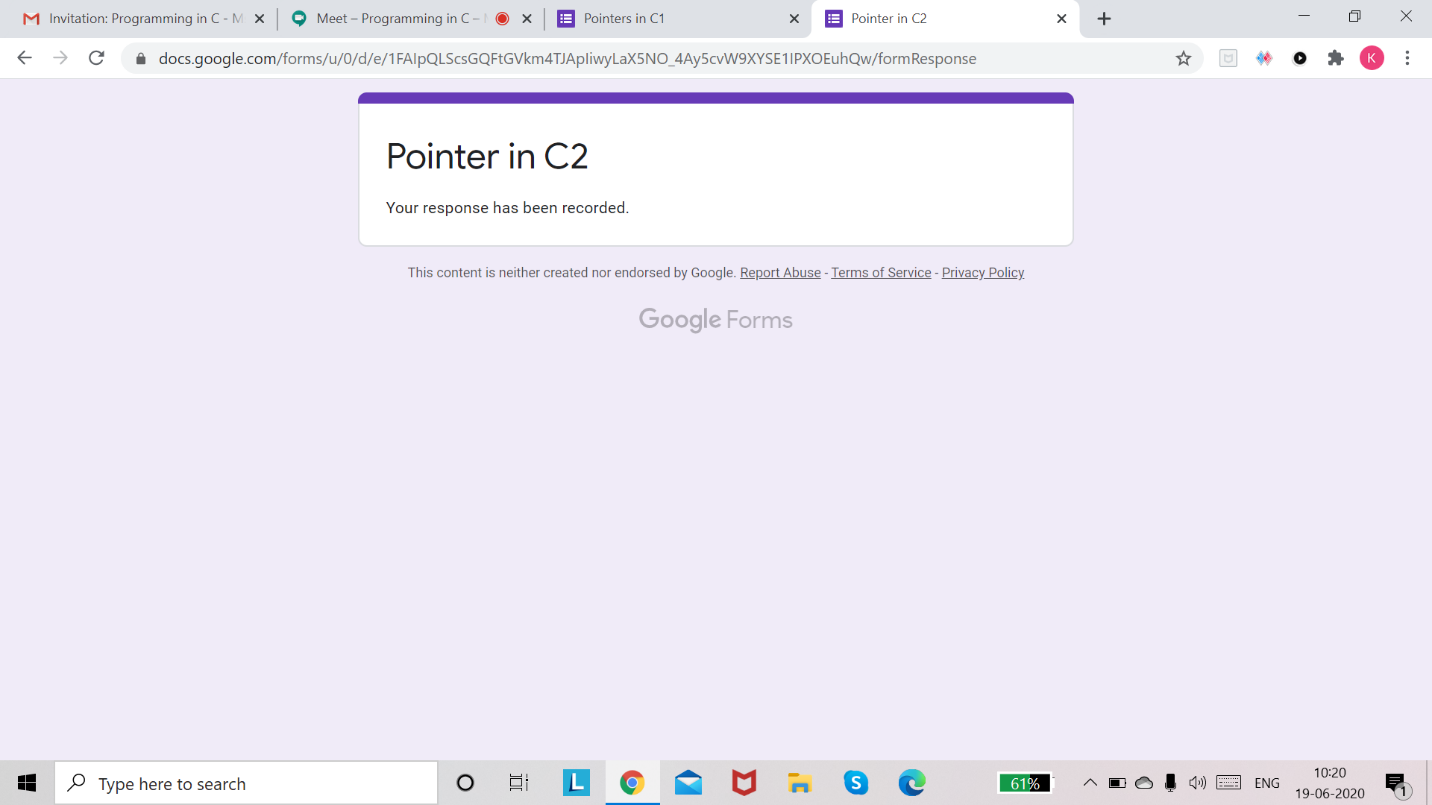 Invitation: Programming in C - M
Meet – Programming in C –
Pointers in C1
Pointer in C2
docs.google.com/forms/u/0/d/e/1FAIpQLScsGQFtGVkm4TJApIiwyLaX5NO_4Ay5cvW9XYSE1IPXOEuhQw/formResponse
K
Pointer in C2
Your response has been recorded.
This content is neither created nor endorsed by Google. Report Abuse - Terms of Service - Privacy Policy
Google Forms
Type here to search
L
S
61%
ENG
10:20
19-06-2020
1